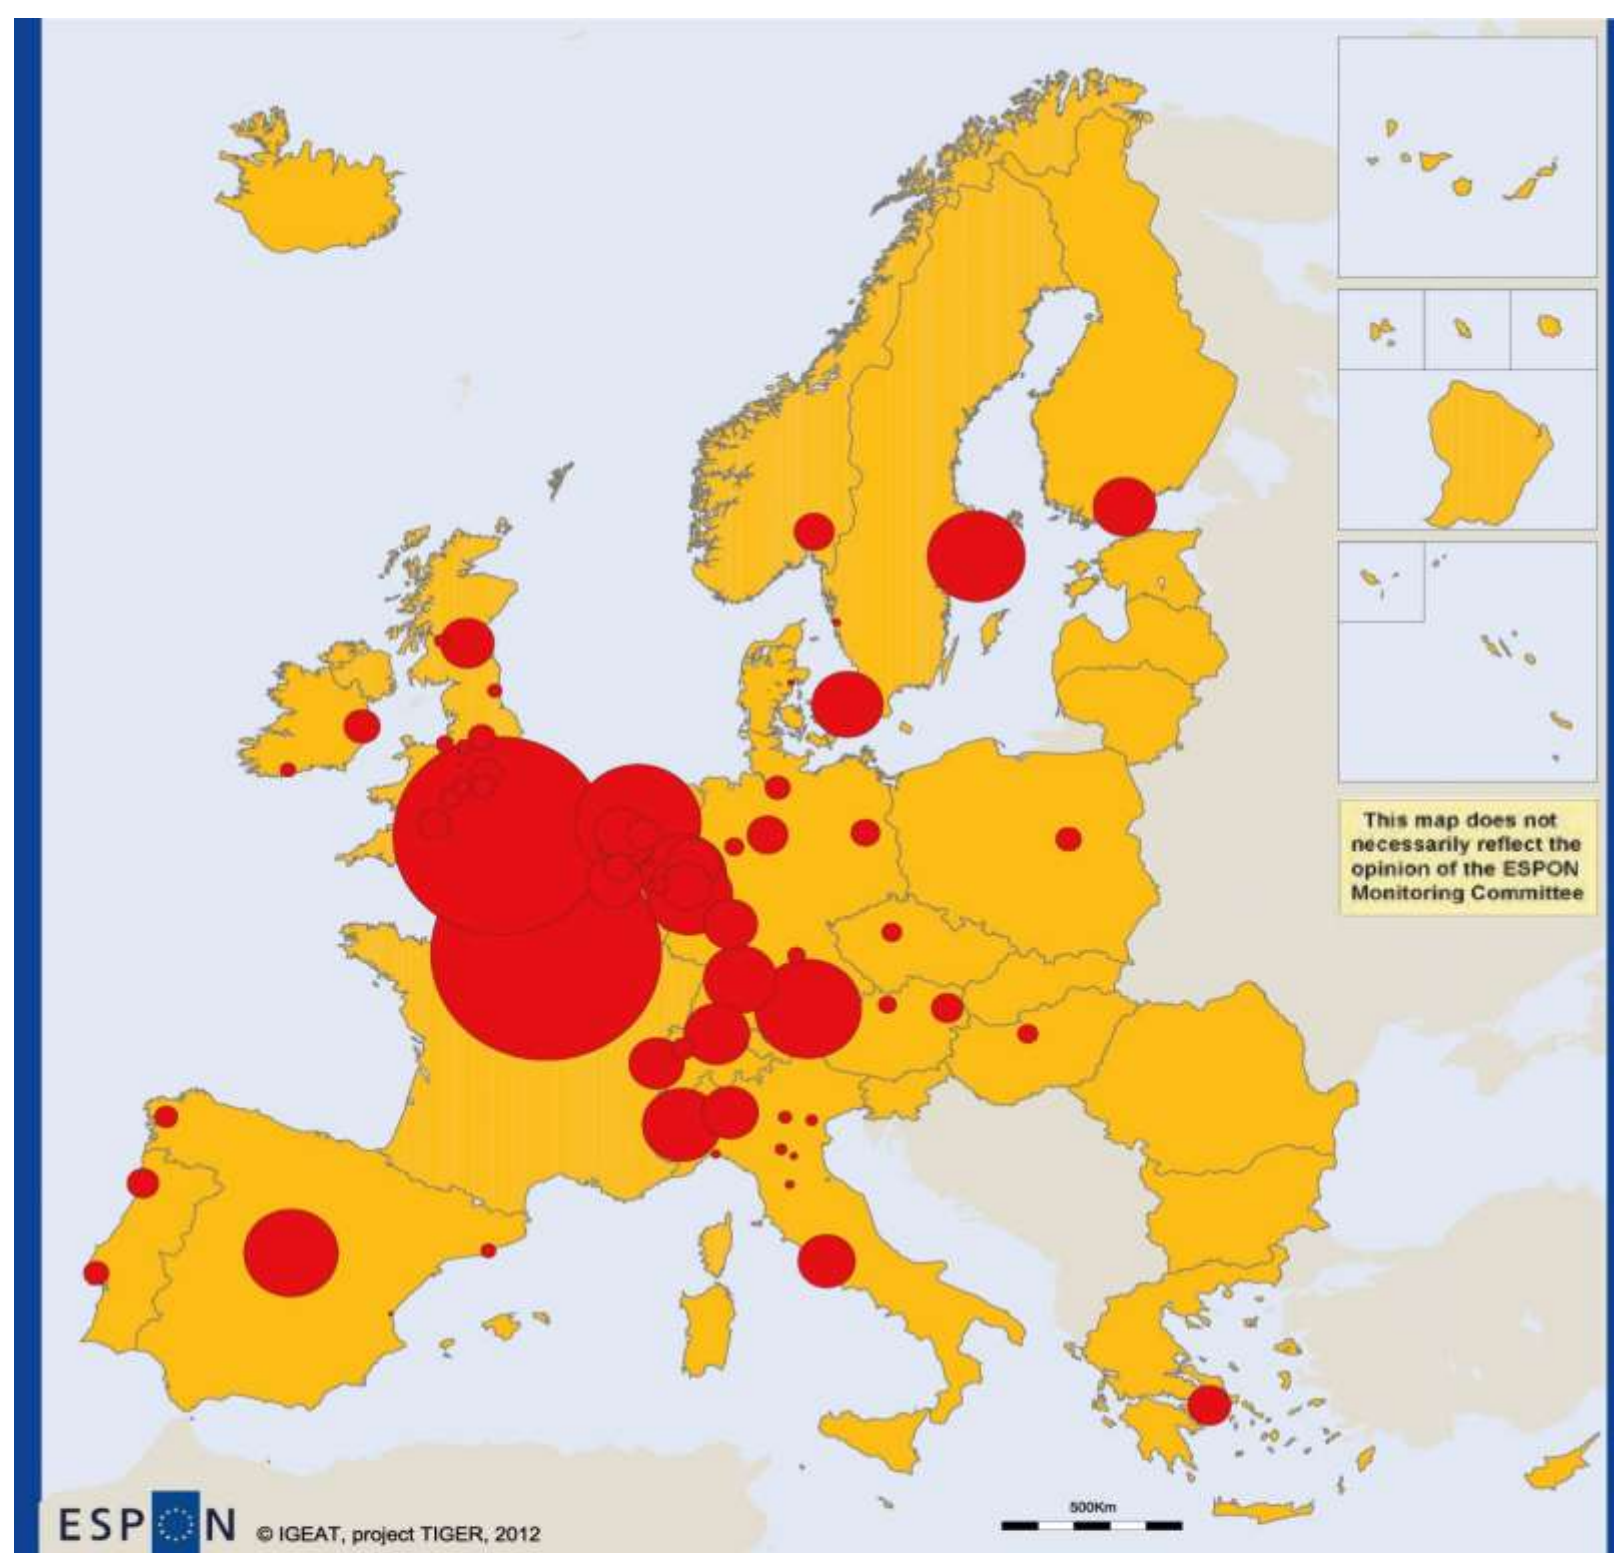 This map does not
necessarily reflect the
opinion of the ESPON
Monitoring Committee
500Km
ESPON © IGEAT, project TIGER, 2012